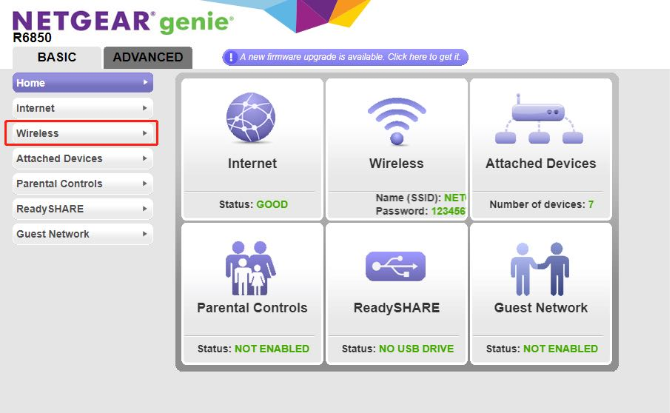 NETGEAR genie
R6850
BASIC
ADVANCED
A new firmware upgrade is available. Click here to get it.
Home
Internet
Wireless
Attached Devices
Parental Controls
ReadySHARE
Guest Network
Internet
Status: GOOD
Wireless
Name (SSID): NET
Password: 123456
Attached Devices
Number of devices: 7
Parental Controls
Status: NOT ENABLED
ReadySHARE
Status: NO USB DRIVE
Guest Network
Status: NOT ENABLED